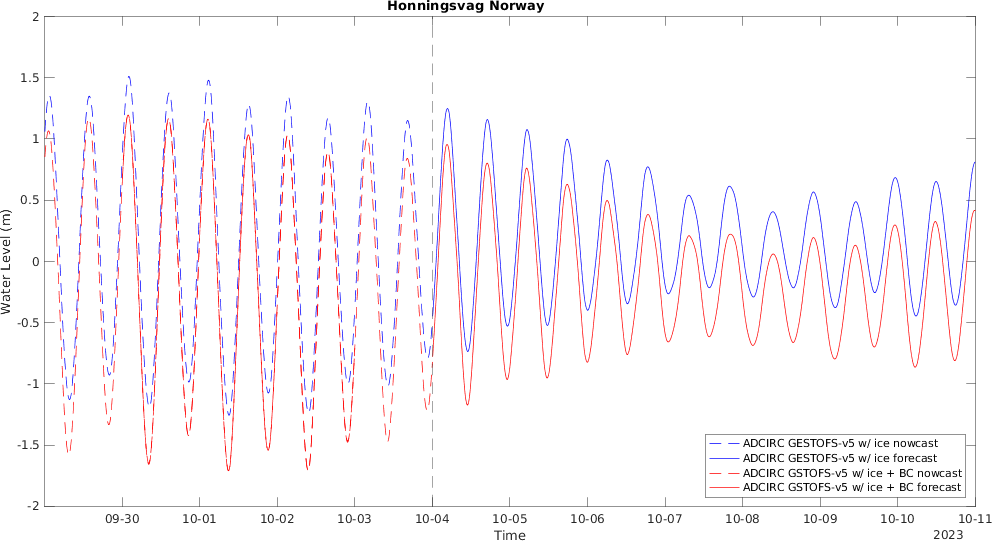 Honningsvag Norway
2
1.5
1
0.5
0
-0.5
-1
-1.5
-2
Water Level (m)
ADCIRC GESTOFS-v5 w/ ice nowcast
ADCIRC GESTOFS-v5 w/ ice forecast
ADCIRC GSTOFS-v5 w/ ice + BC nowcast
ADCIRC GSTOFS-v5 w/ ice + BC forecast
09-30 10-01 10-02 10-03 10-04 10-05 10-06 10-07 10-08 10-09 10-10 10-11
Time
2023